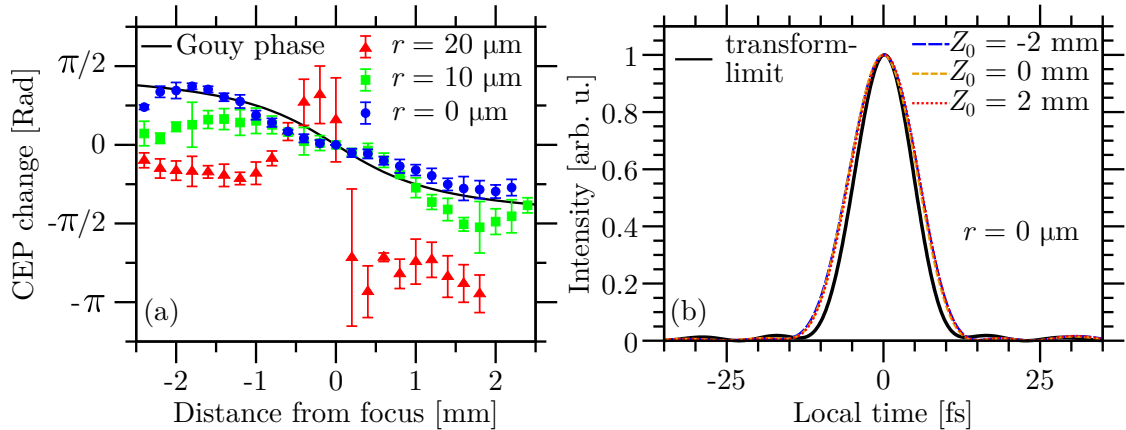 Gouy phase
r = 20 μm
r = 10 μm
r = 0 μm
CEP change [Rad]
π/2
0
-π/2
-π
(a)
-2
-1
0
1
2
Distance from focus [mm]
transform-
limit
Z₀ = -2 mm
Z₀ = 0 mm
Z₀ = 2 mm
Intensity [arb. u.]
1
0.8
0.6
0.4
0.2
0
r = 0 μm
(b)
-25
0
25
Local time [fs]